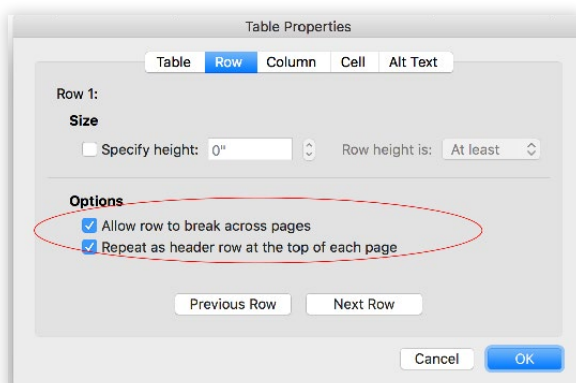 Table Properties
Table Row Column Cell Alt Text
Row 1:
Size
Specify height: 0" Row height is: At least
Options
Allow row to break across pages
Repeat as header row at the top of each page
Previous Row Next Row
Cancel OK